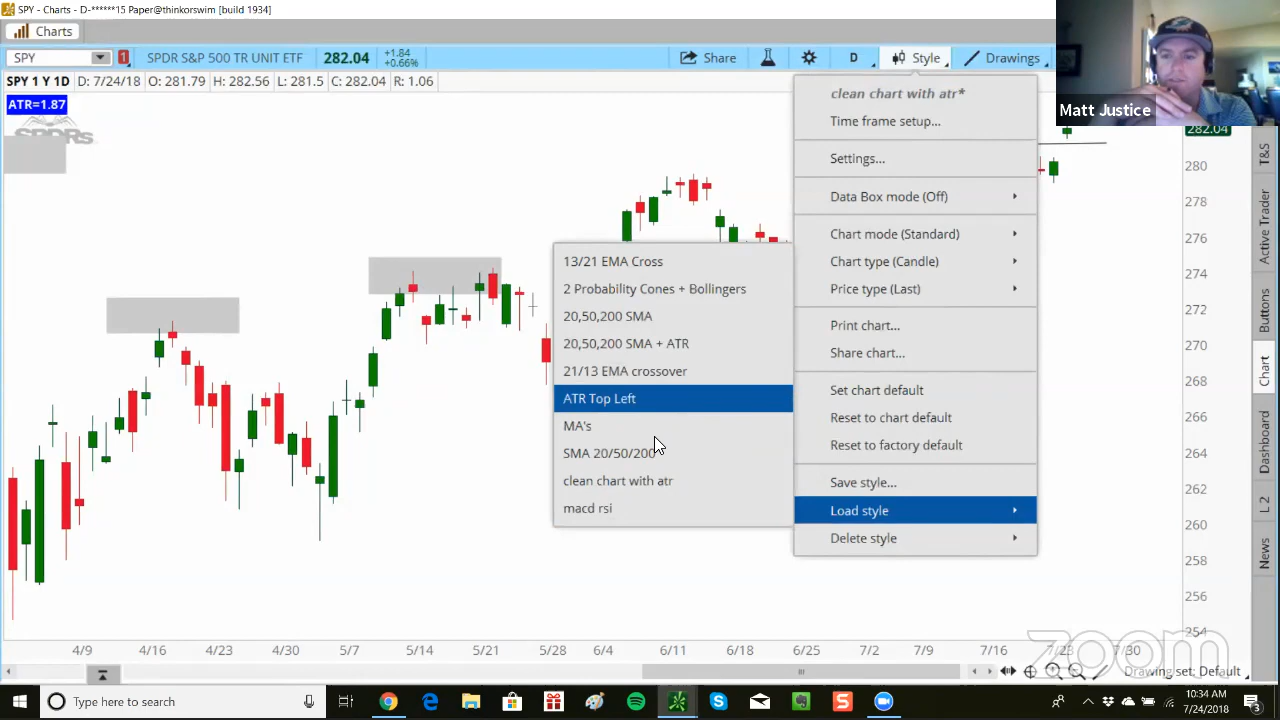 SPY - Charts - D-******15 Paper@thinkorswim [build 1934]
Charts
SPY 1 SPDR S&P 500 TR UNIT ETF 282.04 +1.84 +0.66% Share D Style Drawings
SPY 1 Y 1D D: 7/24/18 O: 281.79 H: 282.56 L: 281.5 C: 282.04 R: 1.06
ATR=1.87
SPDRs
Matt Justice
clean chart with atr*
Time frame setup...
Settings...
Data Box mode (Off)
Chart mode (Standard)
Chart type (Candle)
Price type (Last)
Print chart...
Share chart...
Set chart default
Reset to chart default
Reset to factory default
Save style...
Load style
Delete style
13/21 EMA Cross
2 Probability Cones + Bollingers
20,50,200 SMA
20,50,200 SMA + ATR
21/13 EMA crossover
ATR Top Left
MA's
SMA 20/50/200
clean chart with atr
macd rsi
282.04
280
278
276
274
272
270
268
266
264
262
260
258
256
254
T&S
Active Trader
Buttons
Chart
Dashboard
L 2
News
4/9 4/16 4/23 4/30 5/7 5/14 5/21 5/28 6/4 6/11 6/18 6/25 7/2 7/9 7/16 7/23 7/30
zoom
Drawing set: Default
Type here to search
10:34 AM
7/24/2018
3